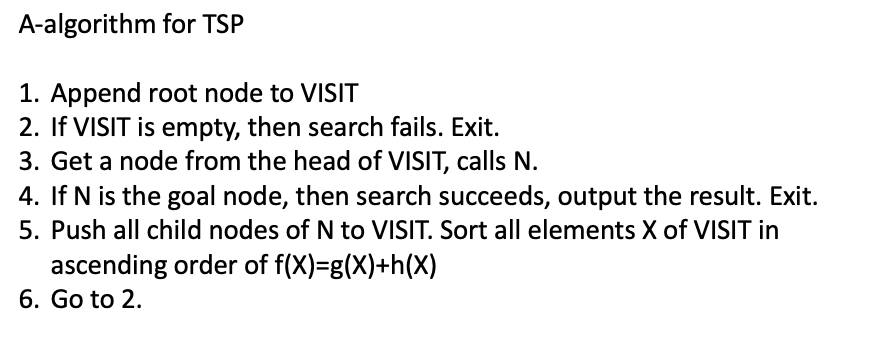 A-algorithm for TSP
1. Append root node to VISIT
2. If VISIT is empty, then search fails. Exit.
3. Get a node from the head of VISIT, calls N.
4. If N is the goal node, then search succeeds, output the result. Exit.
5. Push all child nodes of N to VISIT. Sort all elements X of VISIT in
ascending order of f(X)=g(X)+h(X)
6. Go to 2.